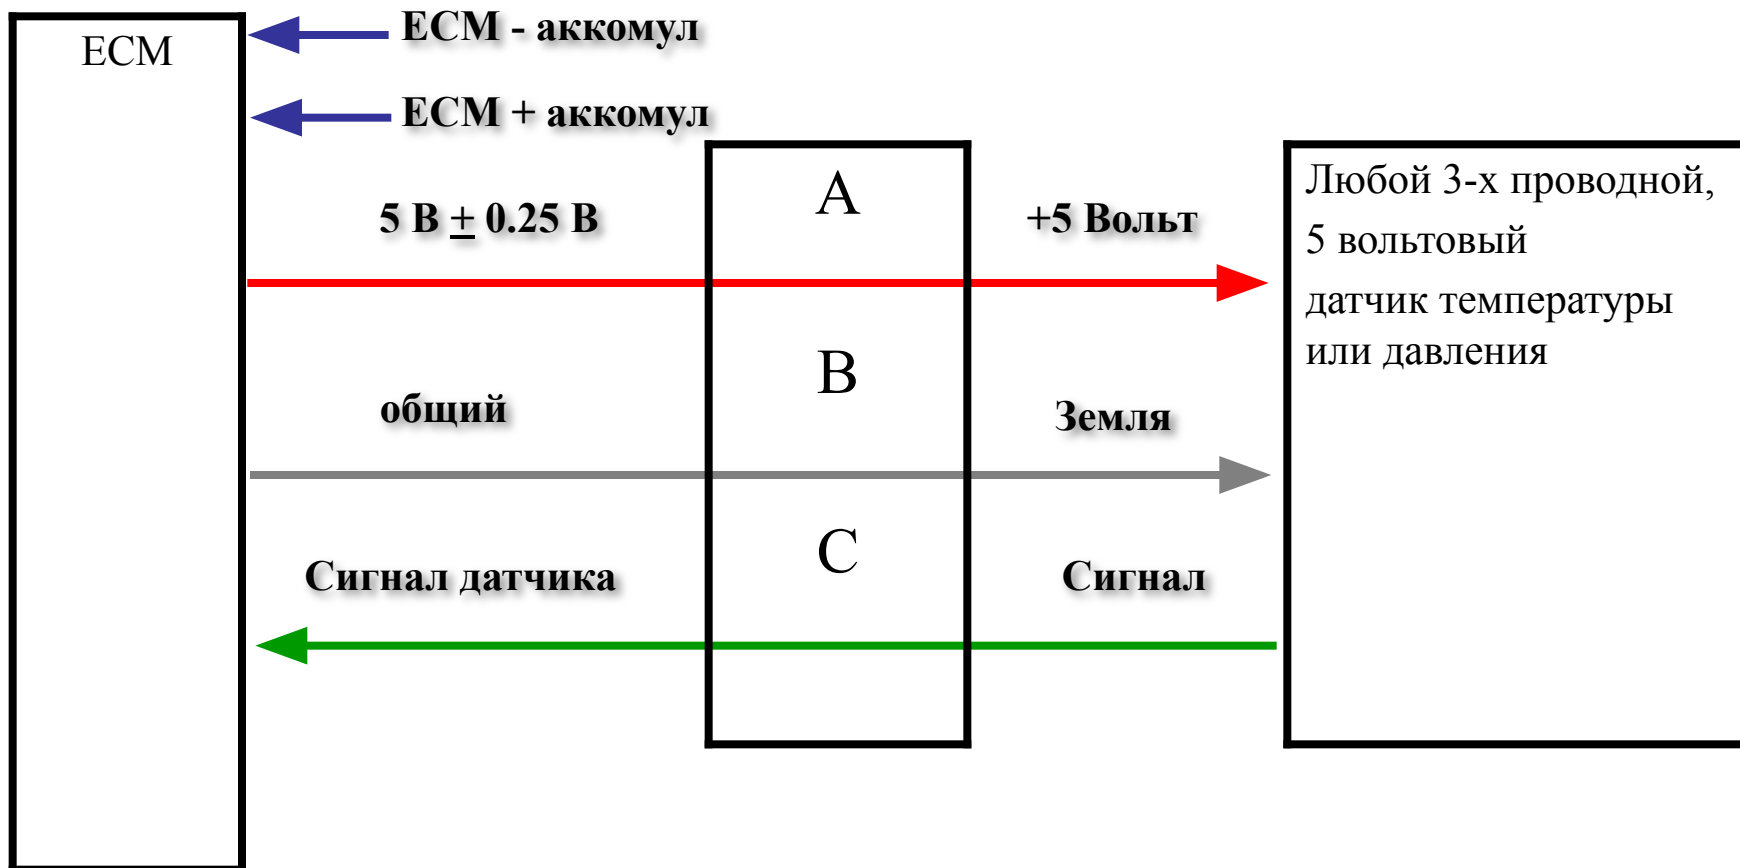 ECM
ECM - аккомул
ECM + аккомул
5 В ± 0.25 В
A
+5 Вольт
Любой 3-х проводной,
5 вольтовый
датчик температуры
или давления
общий
B
Земля
Сигнал датчика
C
Сигнал